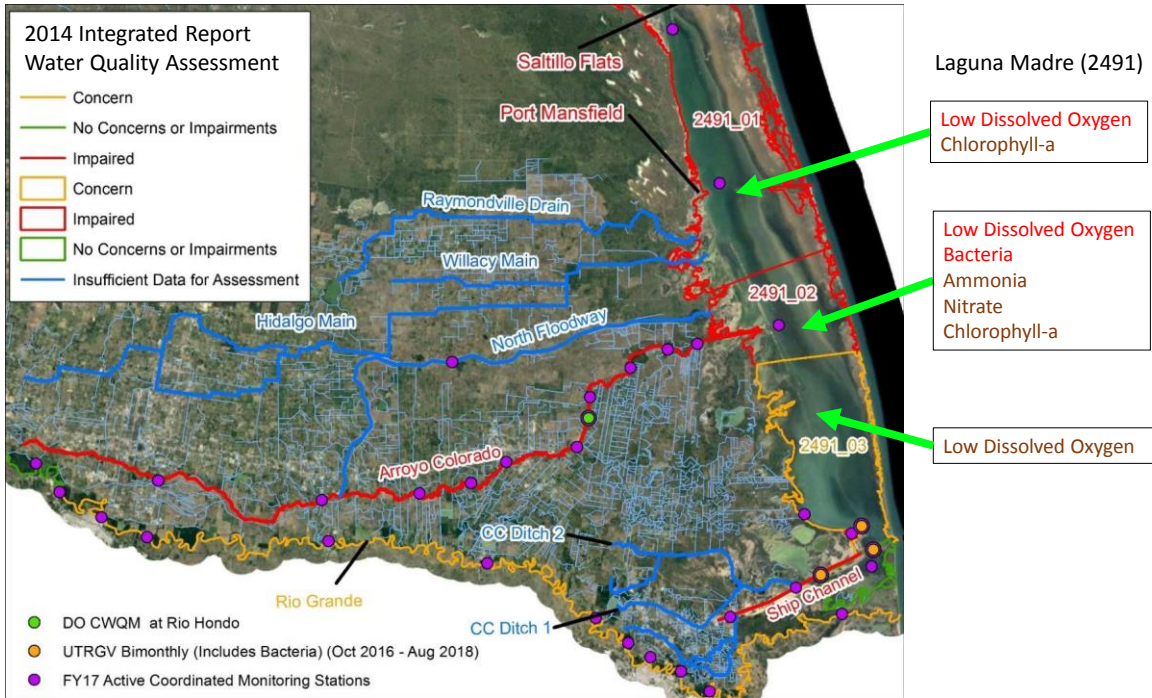 2014 Integrated Report
Water Quality Assessment
Concern
No Concerns or Impairments
Impaired
Concern
Impaired
No Concerns or Impairments
Insufficient Data for Assessment
Saltillo Flats
Port Mansfield
2491_01
Raymondville Drain
Willacy Main
Hidalgo Main
North Floodway
2491_02
2491_03
Arroyo Colorado
CC Ditch 2
Rio Grande
CC Ditch 1
Ship Channel
DO CWQM at Rio Hondo
UTRGV Bimonthly (Includes Bacteria) (Oct 2016 - Aug 2018)
FY17 Active Coordinated Monitoring Stations
Laguna Madre (2491)
Low Dissolved Oxygen
Chlorophyll-a
Low Dissolved Oxygen
Bacteria
Ammonia
Nitrate
Chlorophyll-a
Low Dissolved Oxygen